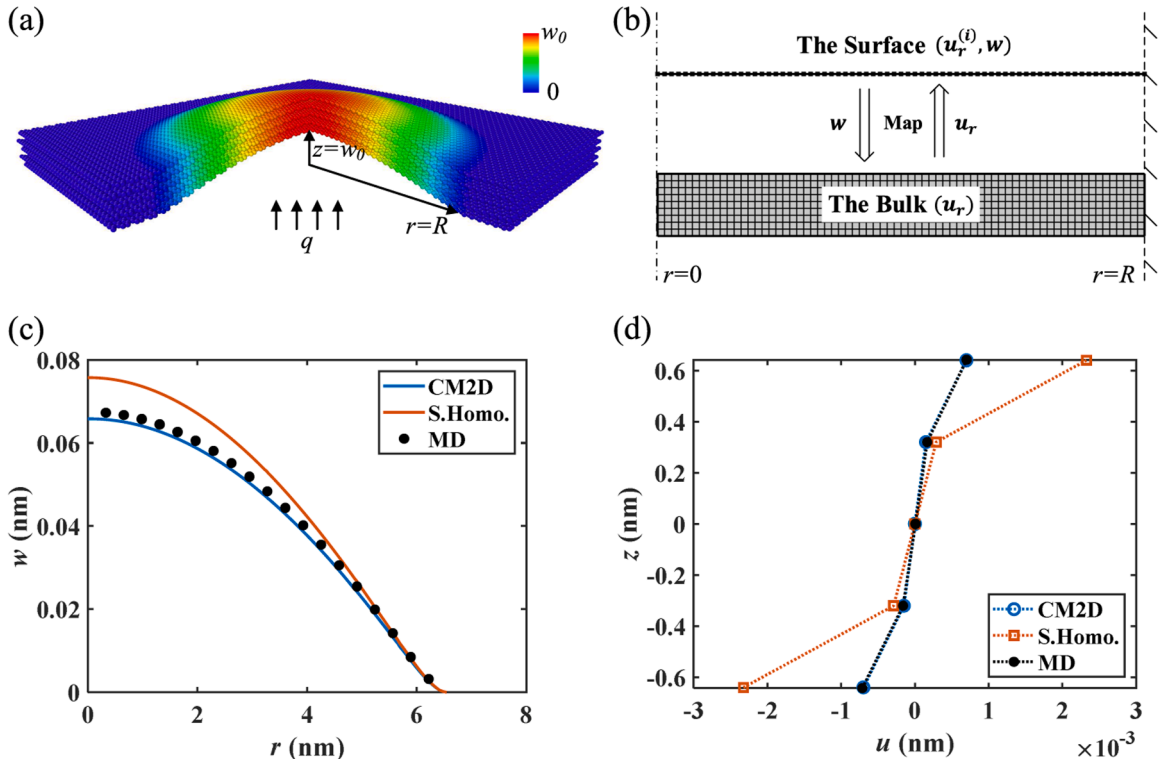 (a)
w₀
0
z=w₀
r=R
q
(b)
The Surface (uᵣ⁽ⁱ⁾, w)
w Map uᵣ
The Bulk (uᵣ)
r=0 r=R
(c)
0.08
0.06
0.04
0.02
0
w (nm)
0 2 4 6 8
r (nm)
CM2D
S.Homo.
MD
(d)
0.6
0.4
0.2
0
-0.2
-0.4
-0.6
z (nm)
CM2D
S.Homo.
MD
-3 -2 -1 0 1 2 3
u (nm) ×10⁻³